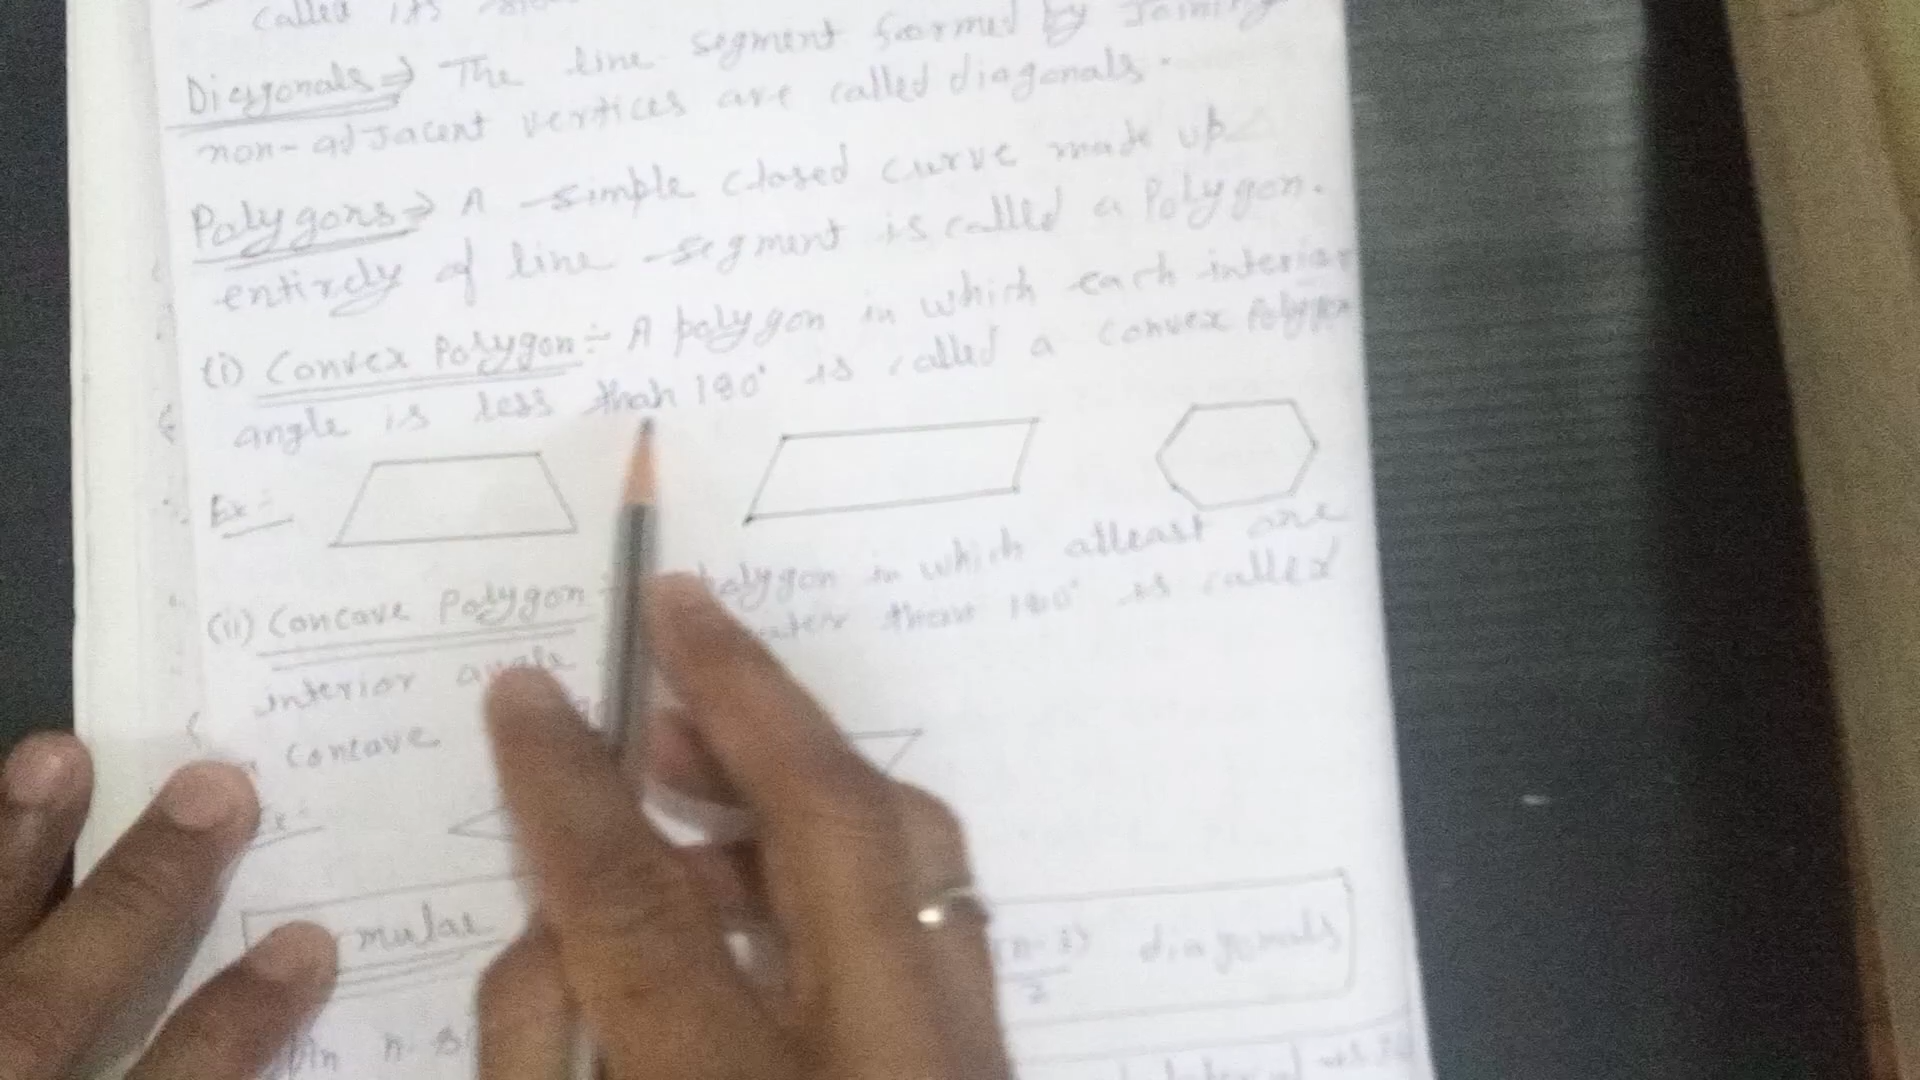 called its
Diagonals⇒ The line segment formed by Joining
non-adjacent vertices are called diagonals.
Polygons⇒ A simple closed curve made up
entirely of line segment is called a Polygon.
(i) Convex Polygon:- A polygon in which each interior
angle is less than 180° is called a convex Polygon
Ex:-
(ii) Concave Polygon polygon in which atleast one
interior angle than 180° is called
concave
mulae diagonals
An n-s